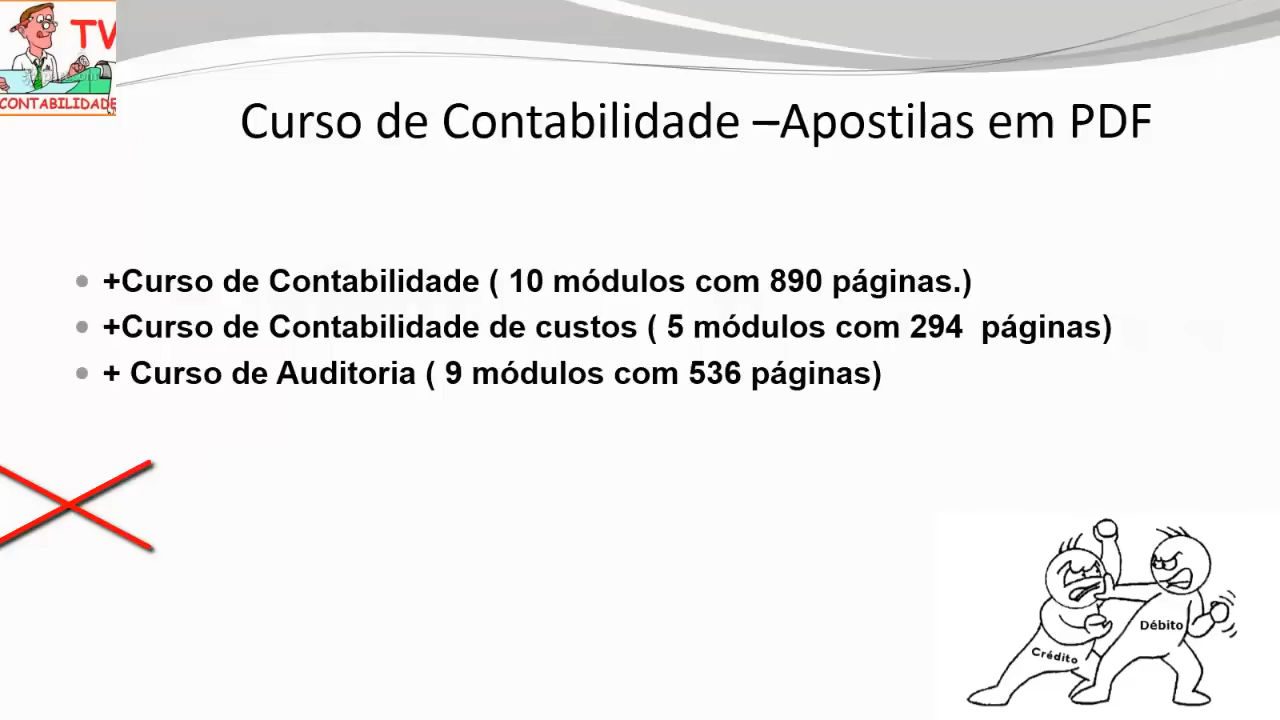 TV
CONTABILIDADE
Curso de Contabilidade –Apostilas em PDF
+Curso de Contabilidade ( 10 módulos com 890 páginas.)
+Curso de Contabilidade de custos ( 5 módulos com 294  páginas)
+ Curso de Auditoria ( 9 módulos com 536 páginas)
Débito
Crédito